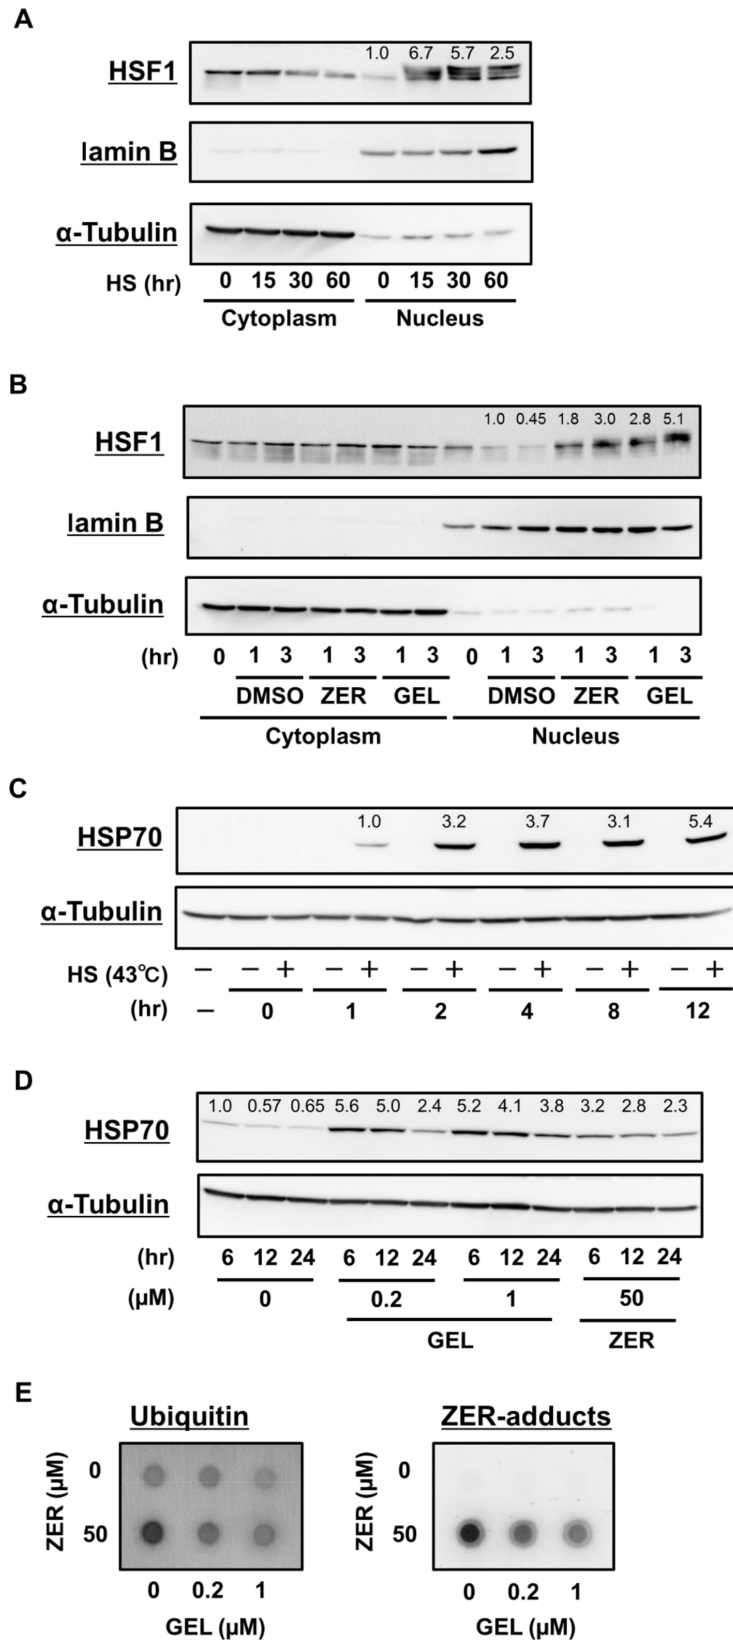 A
1.0 6.7 5.7 2.5
HSF1
lamin B
α-Tubulin
HS (hr) 0 15 30 60 0 15 30 60
Cytoplasm Nucleus
B
1.0 0.45 1.8 3.0 2.8 5.1
HSF1
lamin B
α-Tubulin
(hr) 0 1 3 1 3 1 3 0 1 3 1 3 1 3
DMSO ZER GEL DMSO ZER GEL
Cytoplasm Nucleus
C
1.0 3.2 3.7 3.1 5.4
HSP70
α-Tubulin
HS (43℃) − − + − + − + − + − + − +
(hr) − 0 1 2 4 8 12
D
1.0 0.57 0.65 5.6 5.0 2.4 5.2 4.1 3.8 3.2 2.8 2.3
HSP70
α-Tubulin
(hr) 6 12 24 6 12 24 6 12 24 6 12 24
(μM) 0 0.2 1 50
GEL ZER
E
Ubiquitin ZER-adducts
ZER (μM) 0 50
0 0.2 1
GEL (μM)
ZER (μM) 0 50
0 0.2 1
GEL (μM)